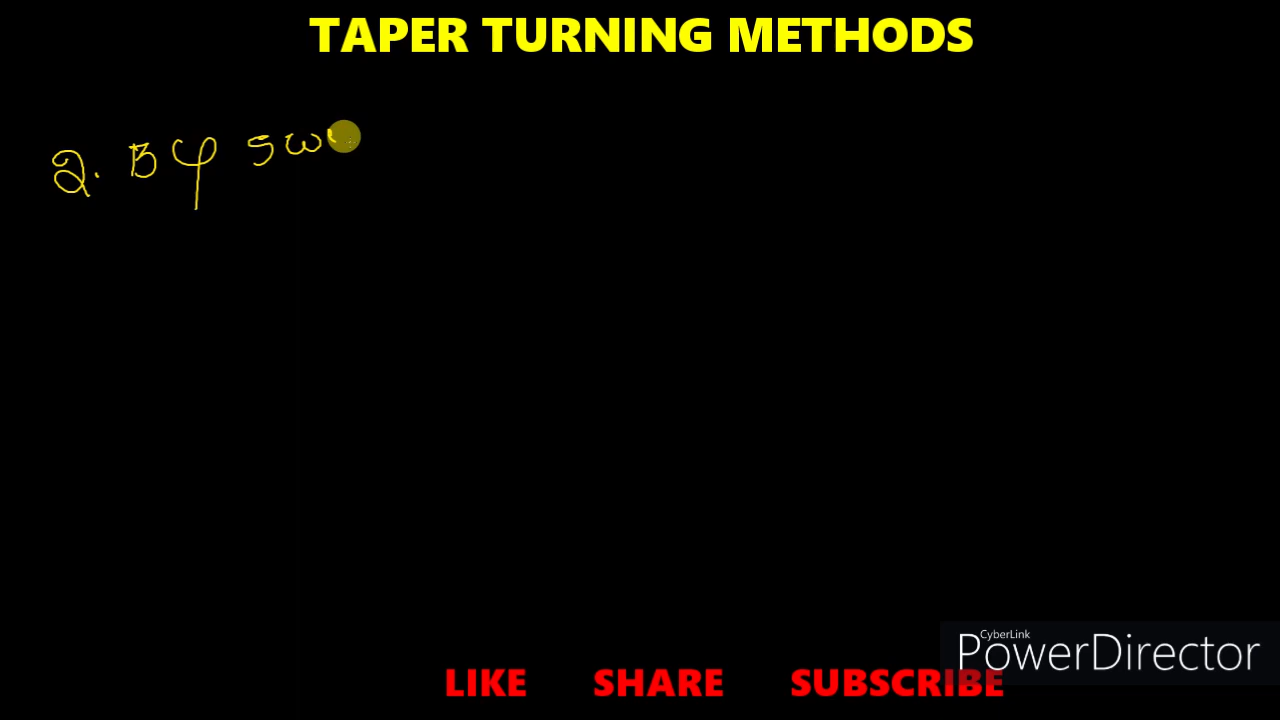 TAPER TURNING METHODS
2. By sw
CyberLink
PowerDirector
LIKE SHARE SUBSCRIBE